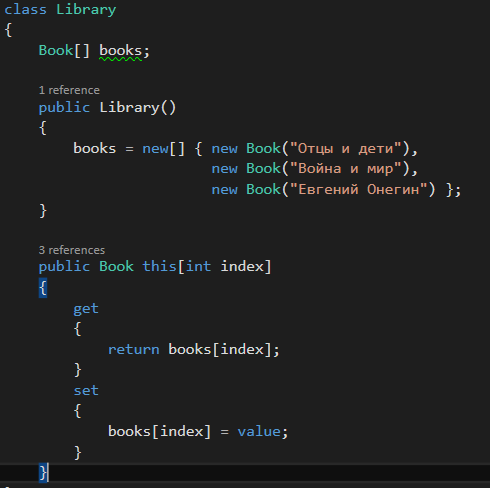 class Library
{
Book[] books;
1 reference
public Library()
{
books = new[] { new Book("Отцы и дети"),
new Book("Война и мир"),
new Book("Евгений Онегин") };
}
3 references
public Book this[int index]
{
get
{
return books[index];
}
set
{
books[index] = value;
}
}